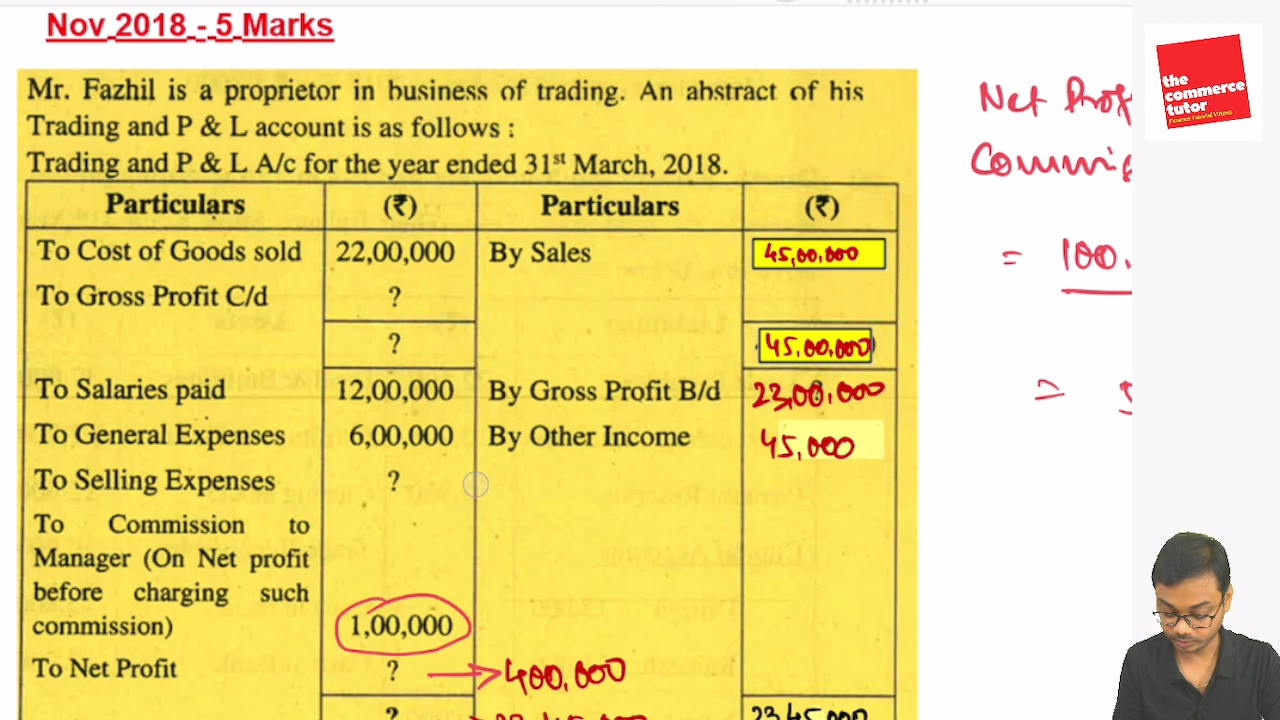 Nov 2018 - 5 Marks
Mr. Fazhil is a proprietor in business of trading. An abstract of his
Trading and P & L account is as follows :
Trading and P & L A/c for the year ended 31st March, 2018.
Particulars (₹) Particulars (₹)
To Cost of Goods sold 22,00,000 By Sales 45,00,000
To Gross Profit C/d ?
? 45,00,000
To Salaries paid 12,00,000 By Gross Profit B/d 23,00,000
To General Expenses 6,00,000 By Other Income 45,000
To Selling Expenses ?
To Commission to
Manager (On Net profit
before charging such
commission) 1,00,000
To Net Profit ? → 400,000
? 2345000
Net Prof
Commis
= 100.
=
the
commerce
tutor